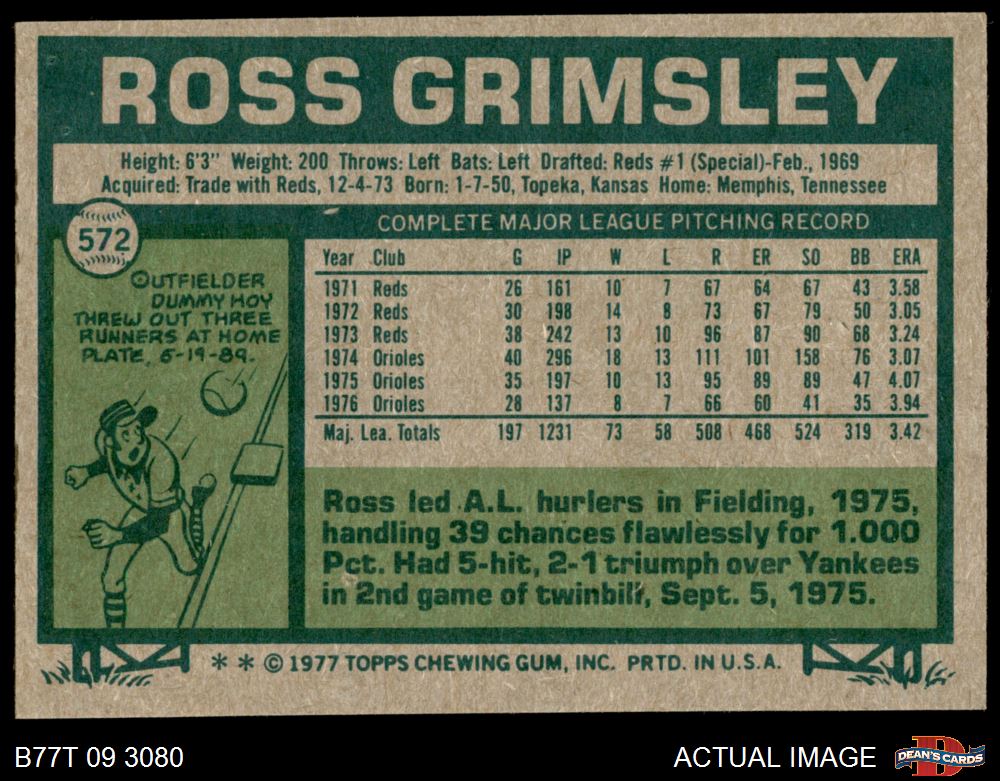 ROSS GRIMSLEY
Height: 6'3" Weight: 200 Throws: Left Bats: Left Drafted: Reds #1 (Special)-Feb., 1969
Acquired: Trade with Reds, 12-4-73 Born: 1-7-50, Topeka, Kansas Home: Memphis, Tennessee
572
OUTFIELDER
DUMMY HOY
THREW OUT THREE
RUNNERS AT HOME
PLATE, 6-19-89.
COMPLETE MAJOR LEAGUE PITCHING RECORD
Year Club G IP W L R ER SO BB ERA
1971 Reds 26 161 10 7 67 64 67 43 3.58
1972 Reds 30 198 14 8 73 67 79 50 3.05
1973 Reds 38 242 13 10 96 87 90 68 3.24
1974 Orioles 40 296 18 13 111 101 158 76 3.07
1975 Orioles 35 197 10 13 95 89 89 47 4.07
1976 Orioles 28 137 8 7 66 60 41 35 3.94
Maj. Lea. Totals 197 1231 73 58 508 468 524 319 3.42
Ross led A.L. hurlers in Fielding, 1975,
handling 39 chances flawlessly for 1.000
Pct. Had 5-hit, 2-1 triumph over Yankees
in 2nd game of twinbill, Sept. 5, 1975.
* * © 1977 TOPPS CHEWING GUM, INC. PRTD. IN U.S.A.
B77T 09 3080
ACTUAL IMAGE
D
DEAN'S CARDS